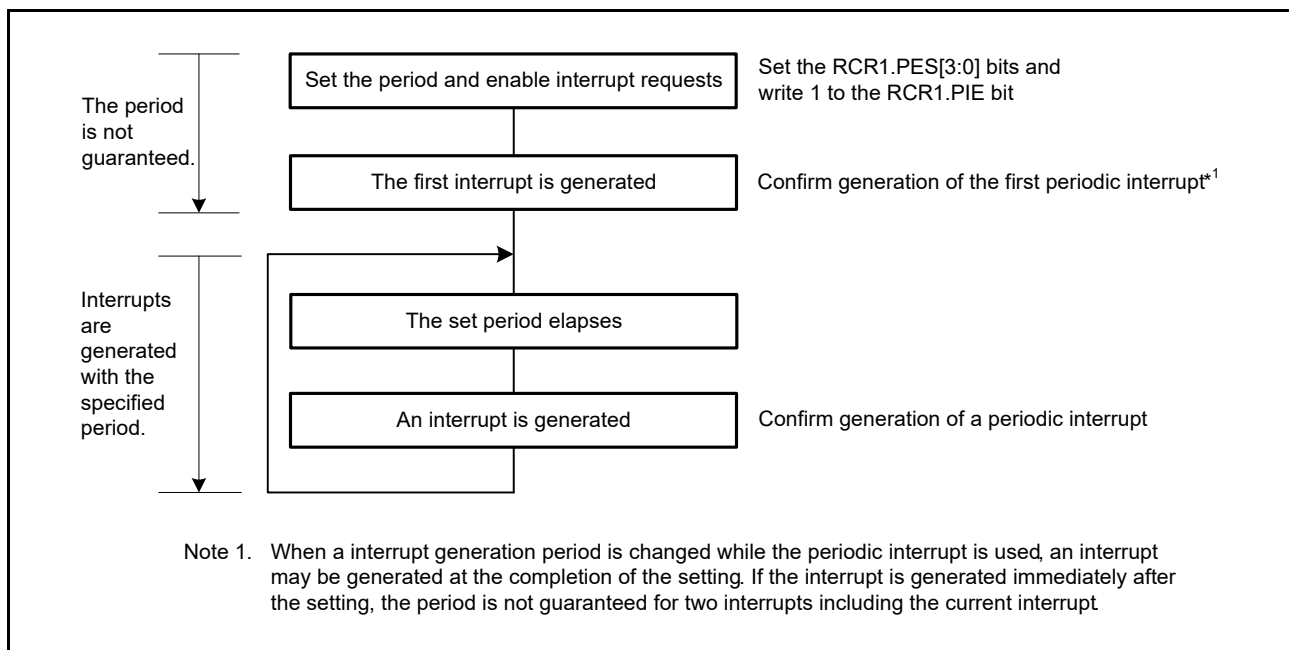 The period
is not
guaranteed.
Set the period and enable interrupt requests
Set the RCR1.PES[3:0] bits and
write 1 to the RCR1.PIE bit
The first interrupt is generated
Confirm generation of the first periodic interrupt*1
Interrupts
are
generated
with the
specified
period.
The set period elapses
An interrupt is generated
Confirm generation of a periodic interrupt
Note 1. When a interrupt generation period is changed while the periodic interrupt is used, an interrupt
may be generated at the completion of the setting. If the interrupt is generated immediately after
the setting, the period is not guaranteed for two interrupts including the current interrupt.